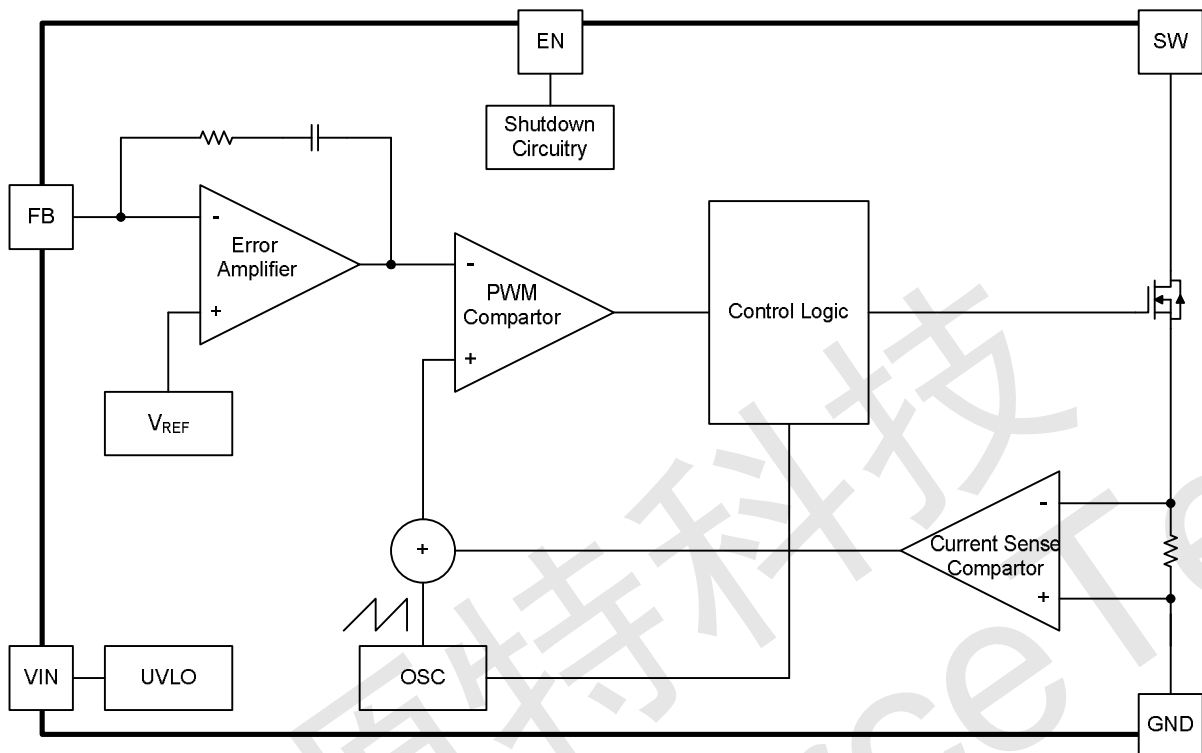 EN
SW
Shutdown
Circuitry
FB
-
Error
Amplifier
+
-
PWM
Compartor
+
Control Logic
VREF
-
Current Sense
Compartor
+
+
VIN
UVLO
OSC
GND
特科技
ceTe